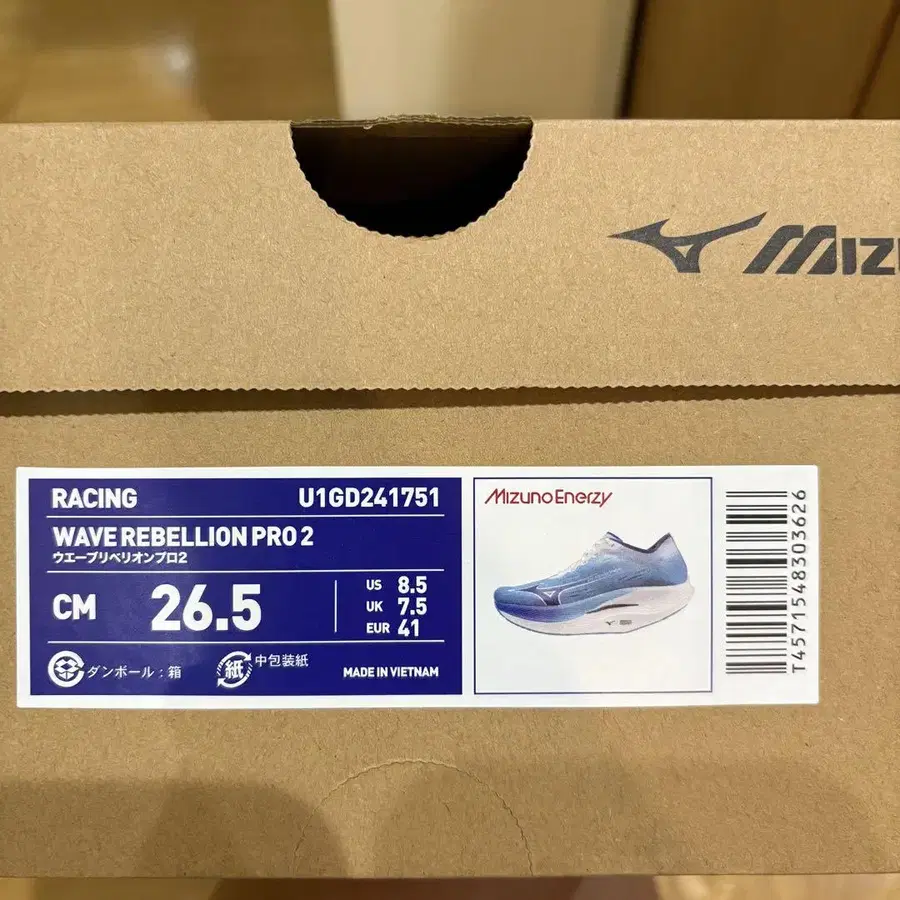 MIZU
RACING U1GD241751
WAVE REBELLION PRO 2
ウエーブリベリオンプロ2
CM 26.5
US 8.5
UK 7.5
EUR 41
ダンボール：箱
紙 中包装紙
MADE IN VIETNAM
Mizuno Enerzy
T4571548303626